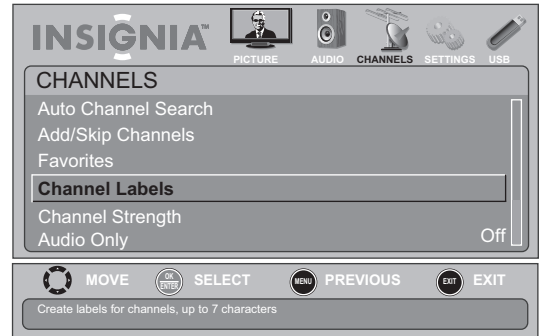 INSIGNIA™
PICTURE AUDIO CHANNELS SETTINGS USB
CHANNELS
Auto Channel Search
Add/Skip Channels
Favorites
Channel Labels
Channel Strength
Audio Only Off
MOVE OK ENTER SELECT MENU PREVIOUS EXIT EXIT
Create labels for channels, up to 7 characters